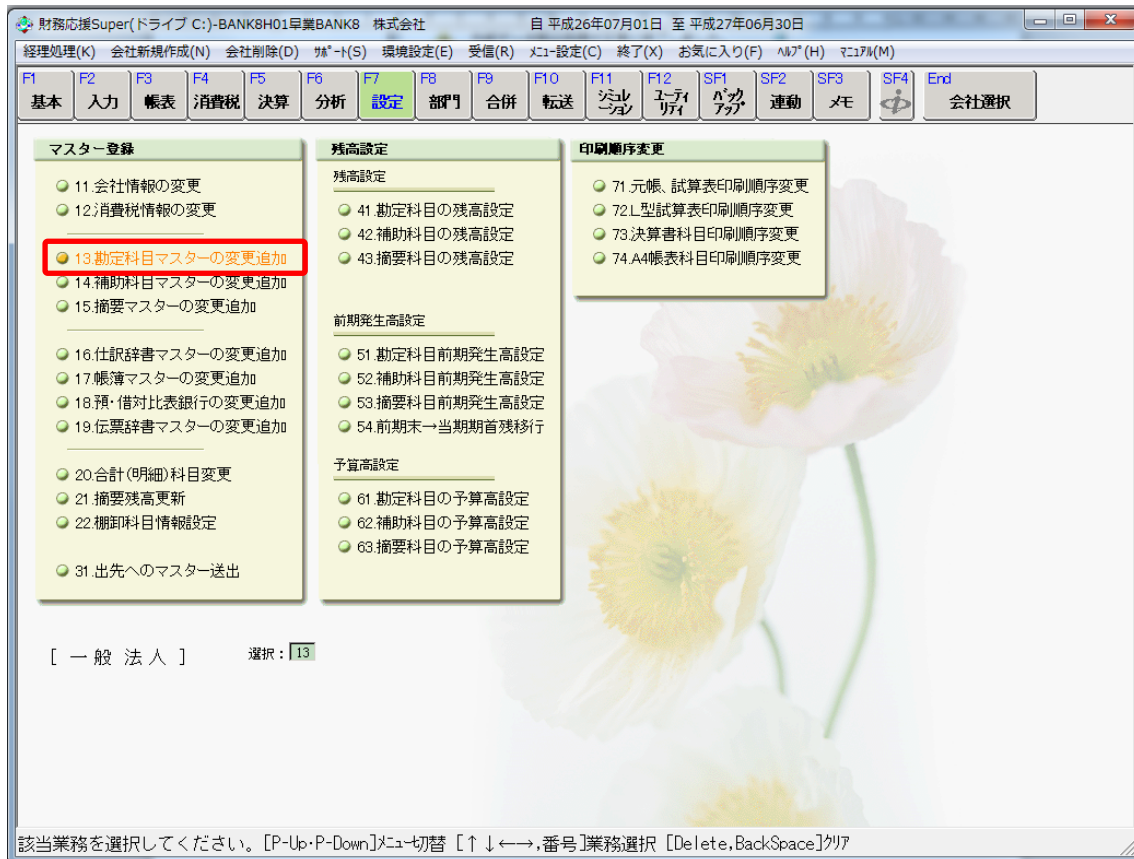 財務応援Super(ドライブ C:)-BANK8H01早業BANK8 株式会社 自 平成26年07月01日 至 平成27年06月30日
経理処理(K) 会社新規作成(N) 会社削除(D) ｻﾎﾟｰﾄ(S) 環境設定(E) 受信(R) ﾒﾆｭｰ設定(C) 終了(X) お気に入り(F) ﾍﾙﾌﾟ(H) ﾏﾆｭｱﾙ(M)
F1 F2 F3 F4 F5 F6 F7 F8 F9 F10 F11 F12 SF1 SF2 SF3 SF4 End
基本 入力 帳表 消費税 決算 分析 設定 部門 合併 転送 ｼﾐｭﾚｰｼｮﾝ ﾕｰﾃｨﾘﾃｨ ﾊﾞｯｸｱｯﾌﾟ 連動 ﾒﾓ 会社選択
マスター登録
11.会社情報の変更
12.消費税情報の変更
13.勘定科目マスターの変更追加
14.補助科目マスターの変更追加
15.摘要マスターの変更追加
16.仕訳辞書マスターの変更追加
17.帳簿マスターの変更追加
18.預・借対比表銀行の変更追加
19.伝票辞書マスターの変更追加
20.合計(明細)科目変更
21.摘要残高更新
22.棚卸科目情報設定
31.出先へのマスター送出
残高設定
残高設定
41.勘定科目の残高設定
42.補助科目の残高設定
43.摘要科目の残高設定
前期発生高設定
51.勘定科目前期発生高設定
52.補助科目前期発生高設定
53.摘要科目前期発生高設定
54.前期末→当期期首残移行
予算高設定
61.勘定科目の予算高設定
62.補助科目の予算高設定
63.摘要科目の予算高設定
印刷順序変更
71.元帳、試算表印刷順序変更
72.L型試算表印刷順序変更
73.決算書科目印刷順序変更
74.A4帳表科目印刷順序変更
[ 一 般 法 人 ] 選択： 13
該当業務を選択してください。[P-Up・P-Down]ﾒﾆｭｰ切替 [↑↓←→,番号]業務選択 [Delete,BackSpace]ｸﾘｱ